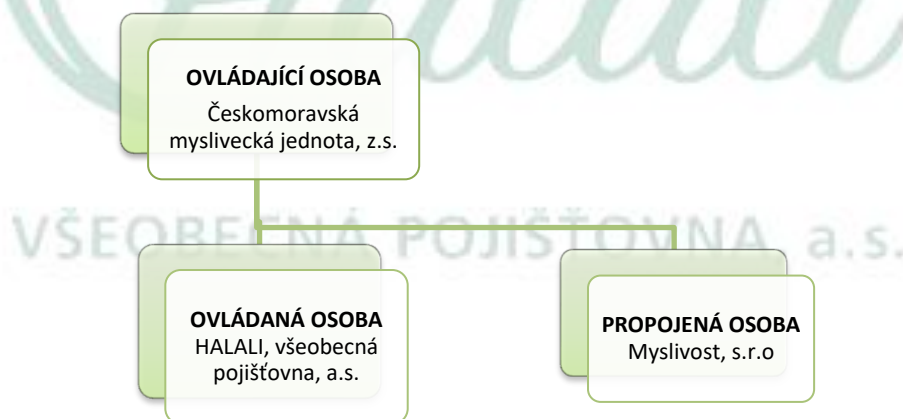 OVLÁDAJÍCÍ OSOBA
Českomoravská
myslivecká jednota, z.s.
VŠEOBECNÁ POJIŠŤOVNA, a.s.
OVLÁDANÁ OSOBA
HALALI, všeobecná
pojišťovna, a.s.
PROPOJENÁ OSOBA
Myslivost, s.r.o